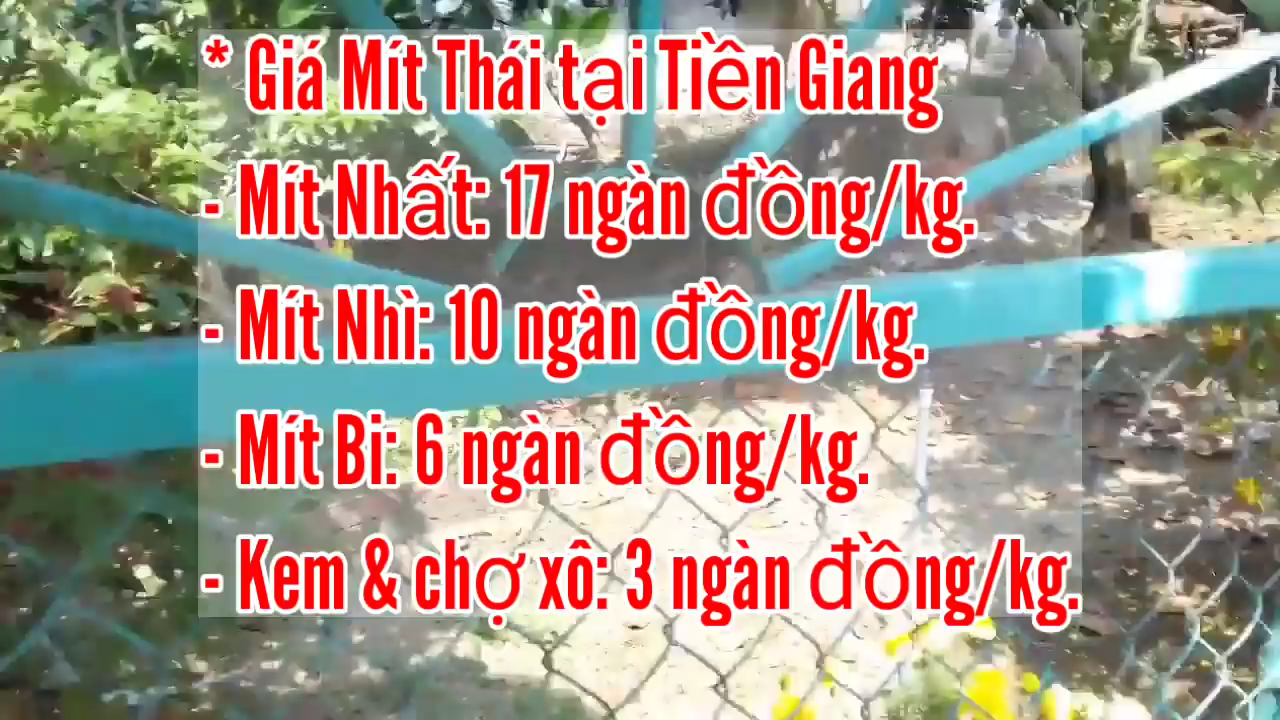 * Giá Mít Thái tại Tiền Giang
- Mít Nhất: 17 ngàn đồng/kg.
- Mít Nhì: 10 ngàn đồng/kg.
- Mít Bi: 6 ngàn đồng/kg.
- Kem & chợ xô: 3 ngàn đồng/kg.